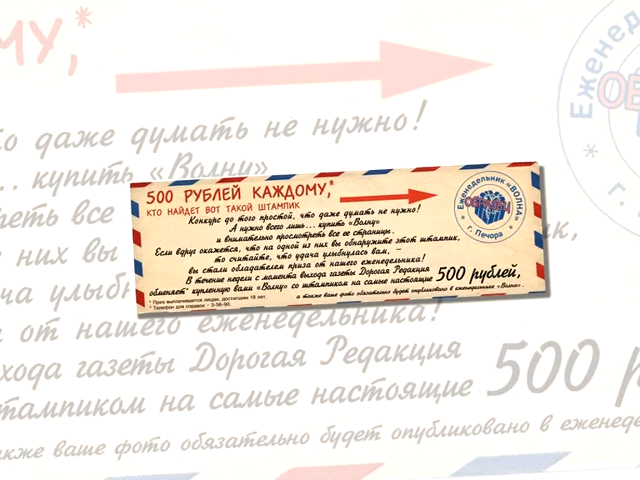 500 РУБЛЕЙ КАЖДОМУ,*
КТО НАЙДЕТ ВОТ ТАКОЙ ШТАМПИК
Конкурс до того простой, что даже думать не нужно!
А нужно всего лишь... купить «Волну»
и внимательно просмотреть все ее страницы.
Если вдруг окажется, что на одной из них вы обнаружите этот штампик,
то считайте, что удача улыбнулась вам, –
вы стали обладателем приза от нашего еженедельника!
В течение недели с момента выхода газеты Дорогая Редакция
обменяет* купленную вами «Волну» со штампиком на самые настоящие 500 рублей,
а также ваше фото обязательно будет опубликовано в еженедельнике «Волна».
* Приз выплачивается лицам, достигшим 18 лет.
* Телефон для справок – 3-56-90.
Еженедельник «ВОЛНА»
ОБРАЗЕЦ
г. Печора
МУ,*
даже думать не нужно!
... купить «Волну»
реть все
них вы
ча улыбн
от нашего еженедельника!
хода газеты Дорогая Редакция
тампиком на самые настоящие 500 р
акже ваше фото обязательно будет опубликовано в еженеде
Еженед
ОБ
г.